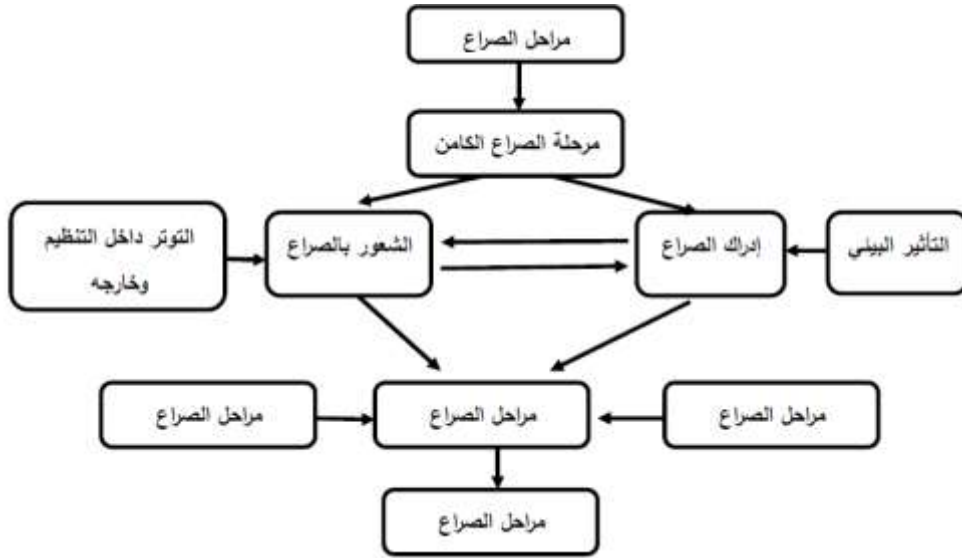 مراحل الصراع
مرحلة الصراع الكامن
التأثير البيئي
إدراك الصراع
الشعور بالصراع
التوتر داخل التنظيم
وخارجه
مراحل الصراع
مراحل الصراع
مراحل الصراع
مراحل الصراع